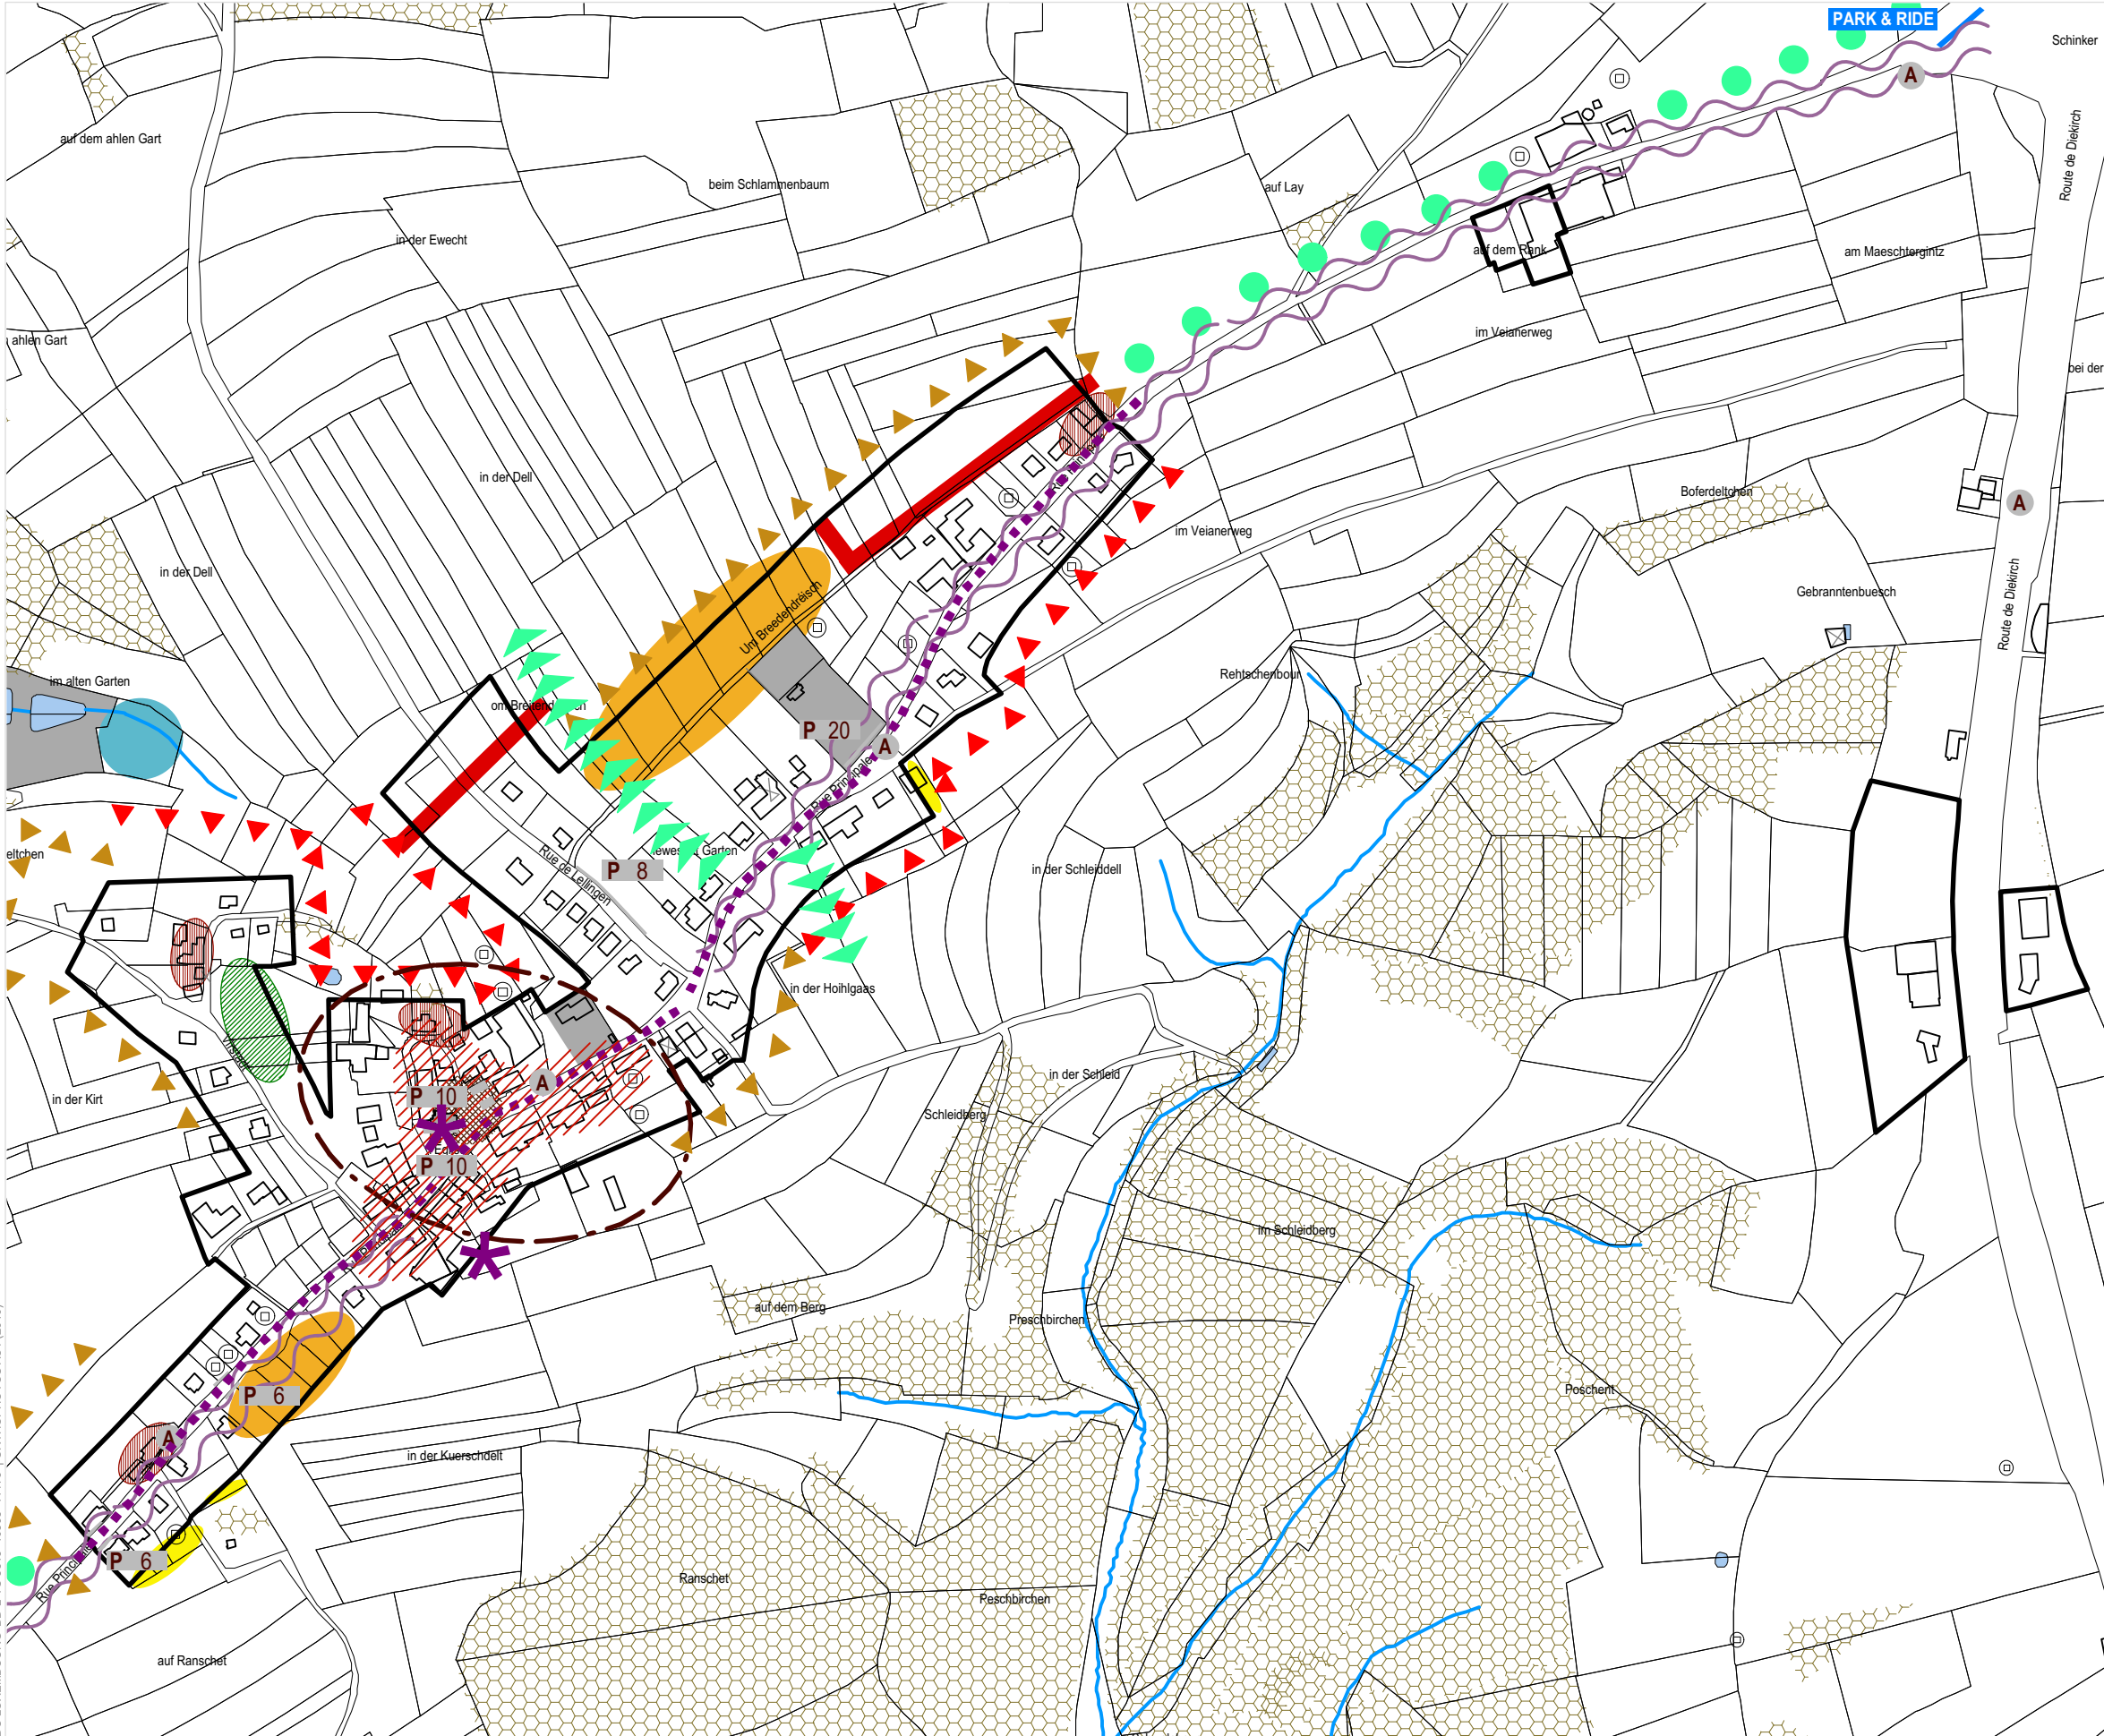 PARK & RIDE
Schinker
A
auf dem ahlen Gart
Route de Diekirch
beim Schlammenbaum
auf Lay
in der Ewecht
auf dem Rank
am Maeschtergintz
im Veianerweg
ahlen Gart
bei der
in der Dell
Boferdeltchen
A
im Veianerweg
in der Dell
Gebranntenbuesch
Route de Diekirch
Um Breedendréisch
Rehtschenbour
im alten Garten
P 20
A
Rue Principale
eltchen
Garten
P 8
Rue de Leilingen
in der Schleiddell
in der Hoihlgaas
in der Schleid
A
in der Kirt
P 10
Schleidberg
P 10
im Schleidberg
auf dem Berg
Preschbirchen
P 6
Poschent
A
in der Kuerschdelt
P 6
Ranschet
Peschbirchen
auf Ranschet